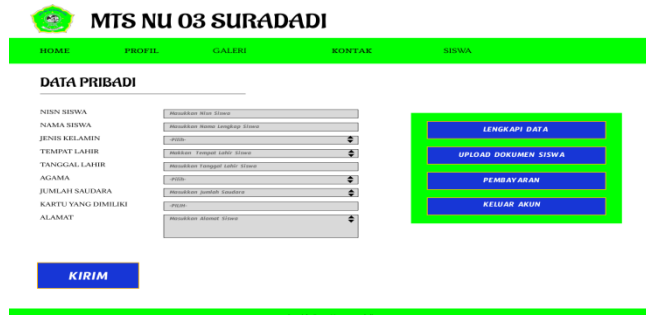 MTS NU 03 SURADADI
HOME PROFIL GALERI KONTAK SISWA
DATA PRIBADI
NISN SISWA Masukkan Nisn Siswa
NAMA SISWA Masukkan Nama Lengkap Siswa
JENIS KELAMIN -Pilih-
TEMPAT LAHIR Tempat Lahir Siswa
TANGGAL LAHIR Masukkan Tanggal Lahir Siswa
AGAMA -Pilih-
JUMLAH SAUDARA Masukkan Jumlah Saudara
KARTU YANG DIMILIKI -Pilih-
ALAMAT Masukkan Alamat Siswa
LENGKAPI DATA
UPLOAD DOKUMEN SISWA
PEMBAYARAN
KELUAR AKUN
KIRIM